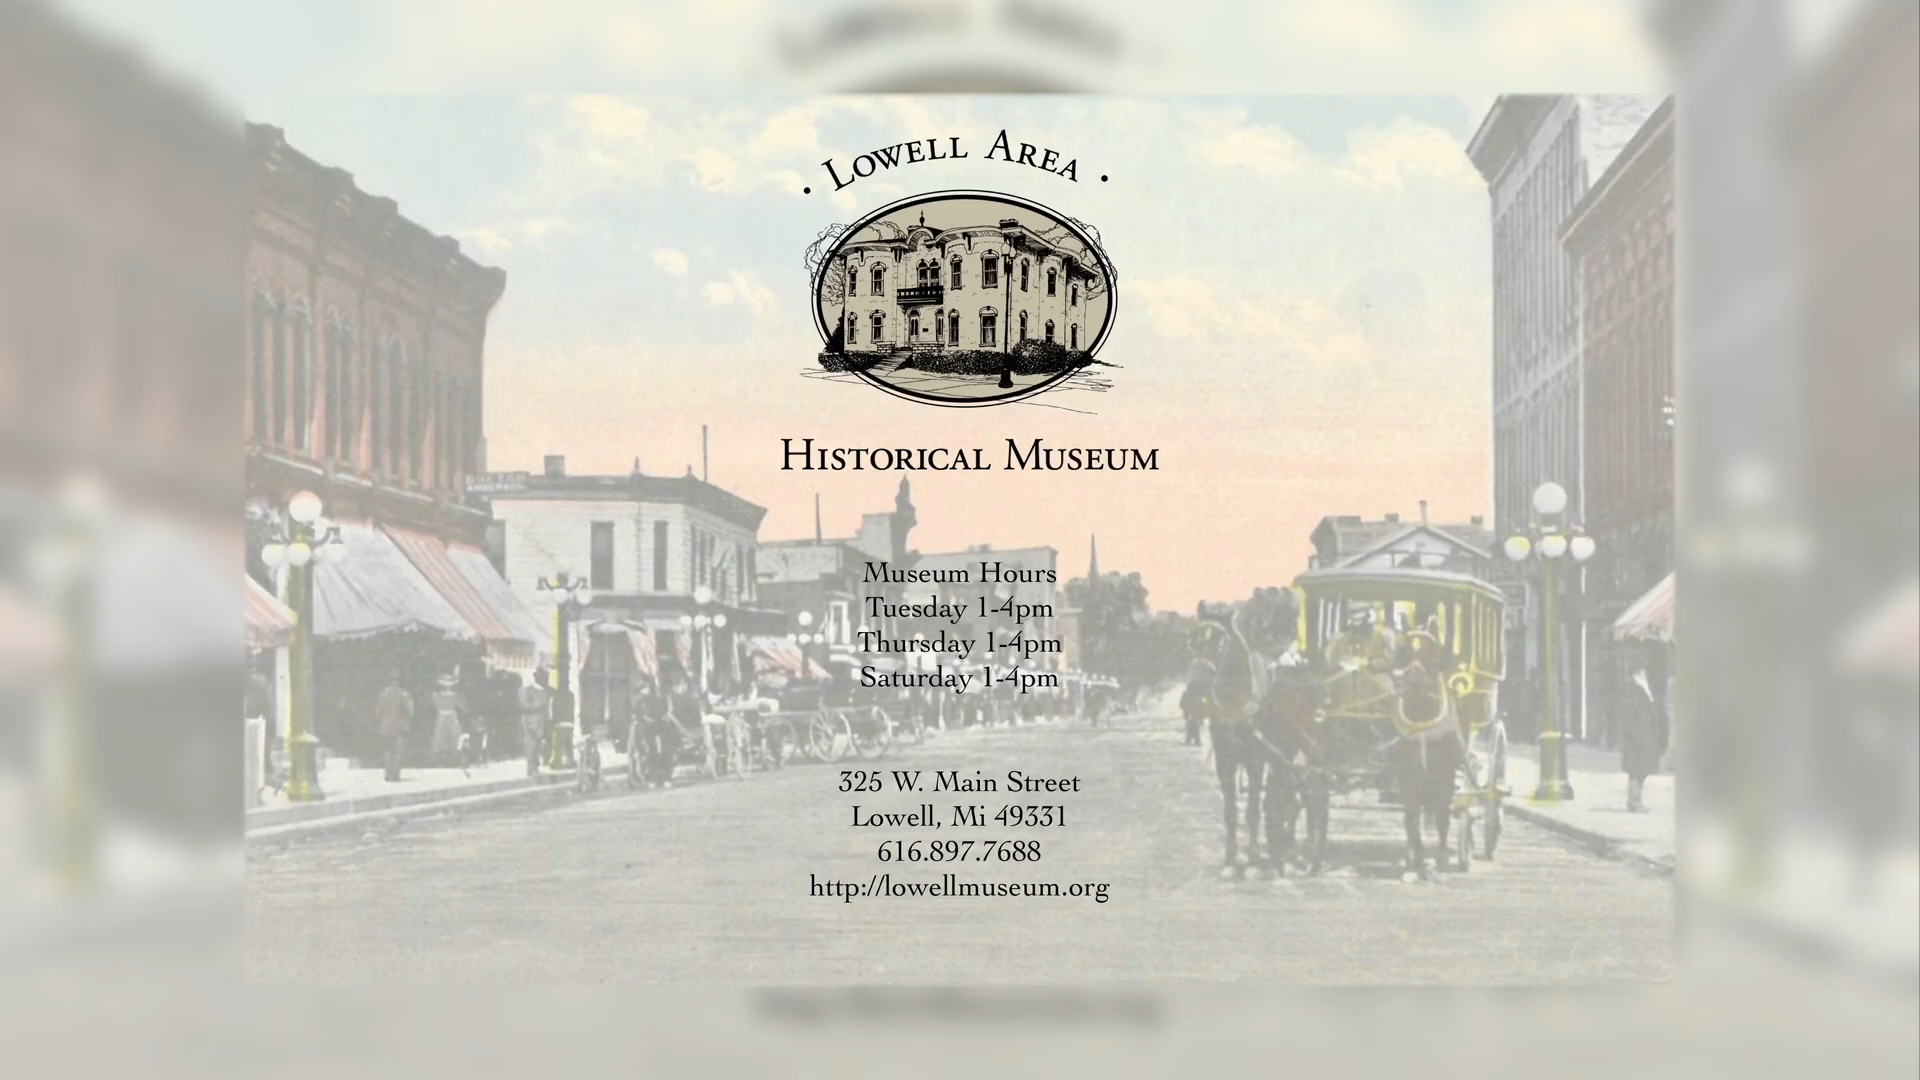 · Lowell Area ·
Historical Museum
Museum Hours
Tuesday 1-4pm
Thursday 1-4pm
Saturday 1-4pm
325 W. Main Street
Lowell, Mi 49331
616.897.7688
http://lowellmuseum.org